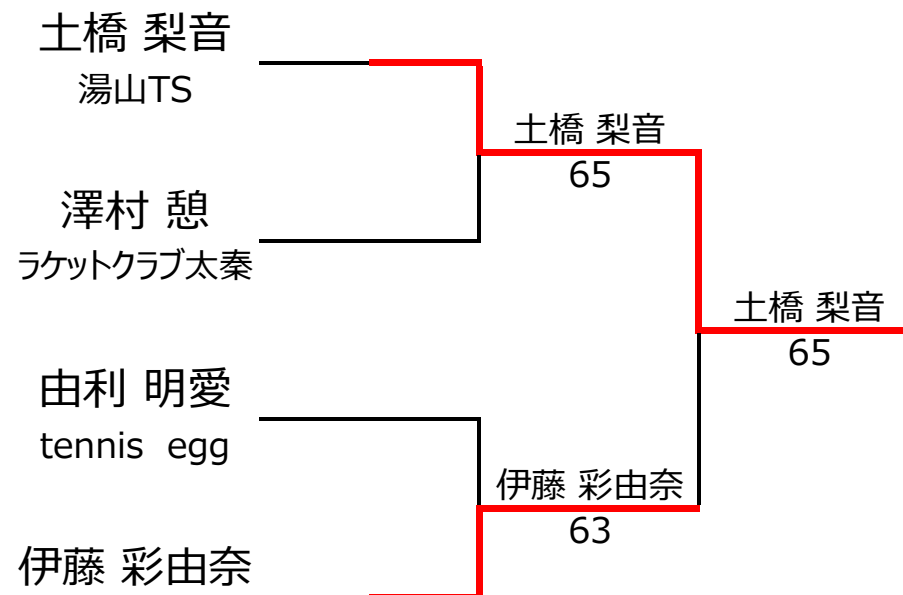 土橋 梨音
湯山TS
土橋 梨音
65
澤村 憩
ラケットクラブ太秦
土橋 梨音
65
由利 明愛
tennis egg
伊藤 彩由奈
63
伊藤 彩由奈